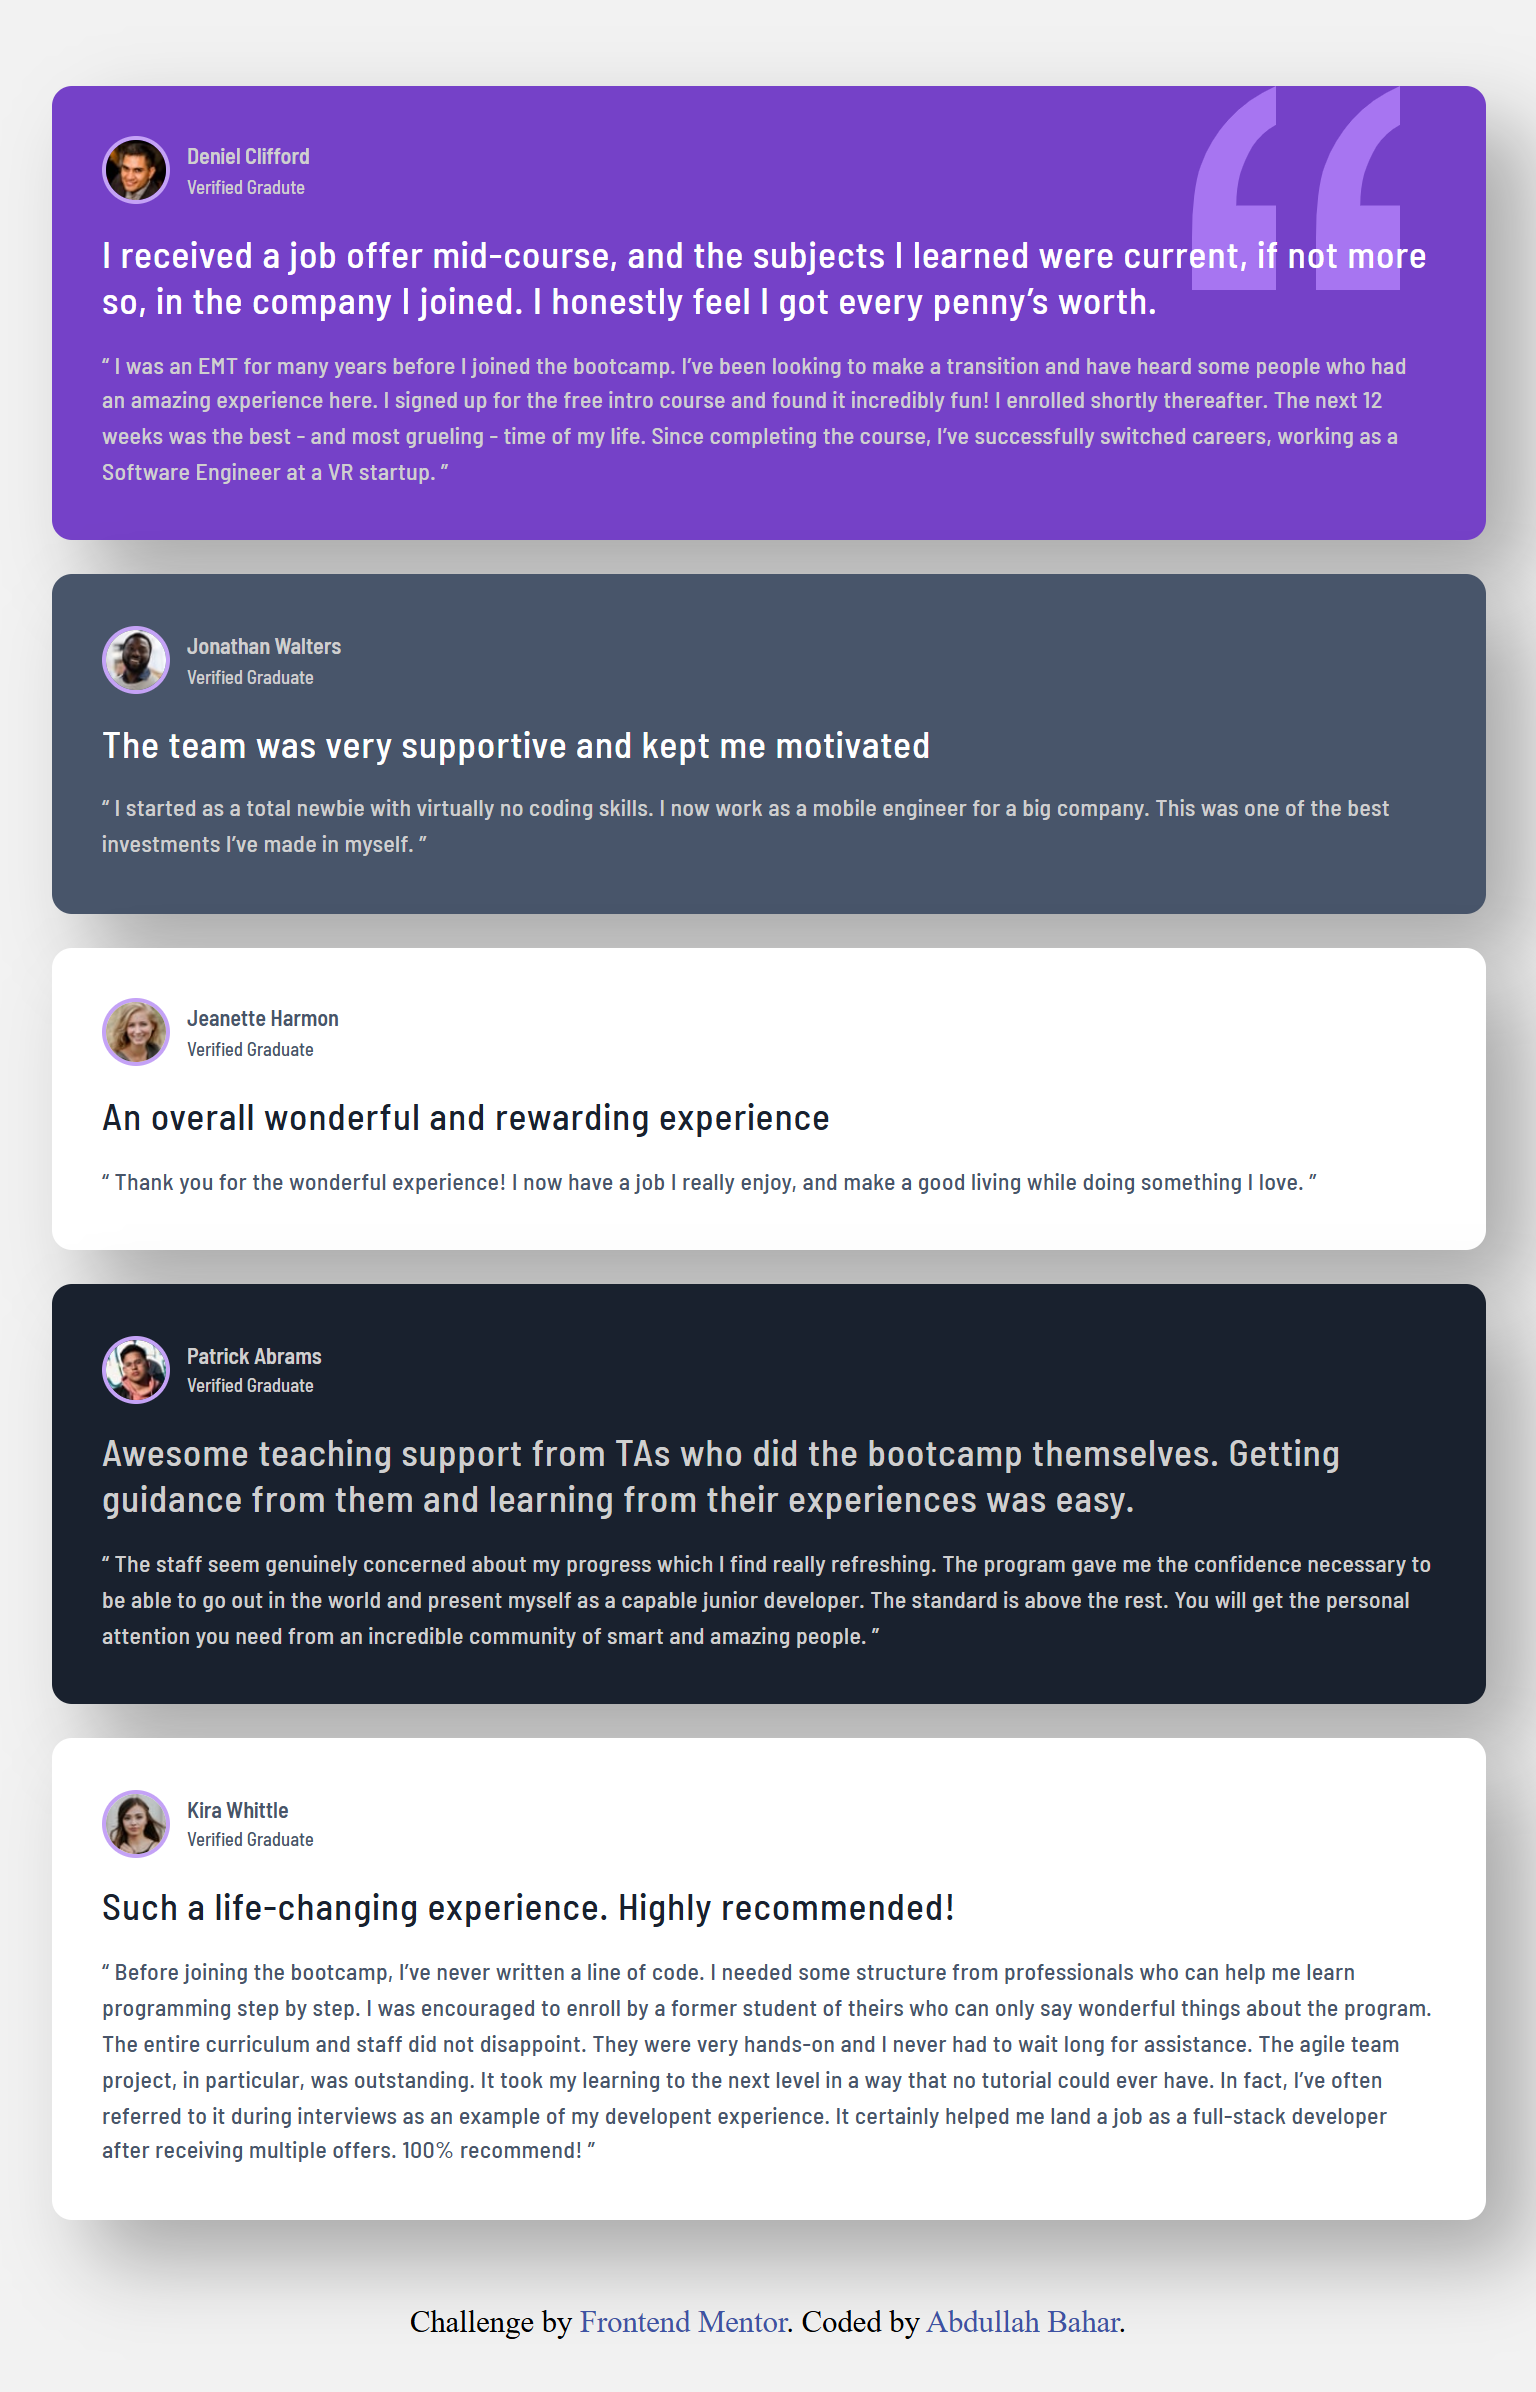 Deniel Clifford
Verified Gradute
I received a job offer mid-course, and the subjects I learned were current, if not more
so, in the company I joined. I honestly feel I got every penny’s worth.
“ I was an EMT for many years before I joined the bootcamp. I’ve been looking to make a transition and have heard some people who had
an amazing experience here. I signed up for the free intro course and found it incredibly fun! I enrolled shortly thereafter. The next 12
weeks was the best - and most grueling - time of my life. Since completing the course, I’ve successfully switched careers, working as a
Software Engineer at a VR startup. ”
Jonathan Walters
Verified Graduate
The team was very supportive and kept me motivated
“ I started as a total newbie with virtually no coding skills. I now work as a mobile engineer for a big company. This was one of the best
investments I’ve made in myself. ”
Jeanette Harmon
Verified Graduate
An overall wonderful and rewarding experience
“ Thank you for the wonderful experience! I now have a job I really enjoy, and make a good living while doing something I love. ”
Patrick Abrams
Verified Graduate
Awesome teaching support from TAs who did the bootcamp themselves. Getting
guidance from them and learning from their experiences was easy.
“ The staff seem genuinely concerned about my progress which I find really refreshing. The program gave me the confidence necessary to
be able to go out in the world and present myself as a capable junior developer. The standard is above the rest. You will get the personal
attention you need from an incredible community of smart and amazing people. ”
Kira Whittle
Verified Graduate
Such a life-changing experience. Highly recommended!
“ Before joining the bootcamp, I’ve never written a line of code. I needed some structure from professionals who can help me learn
programming step by step. I was encouraged to enroll by a former student of theirs who can only say wonderful things about the program.
The entire curriculum and staff did not disappoint. They were very hands-on and I never had to wait long for assistance. The agile team
project, in particular, was outstanding. It took my learning to the next level in a way that no tutorial could ever have. In fact, I’ve often
referred to it during interviews as an example of my developent experience. It certainly helped me land a job as a full-stack developer
after receiving multiple offers. 100% recommend! ”
Challenge by Frontend Mentor. Coded by Abdullah Bahar.